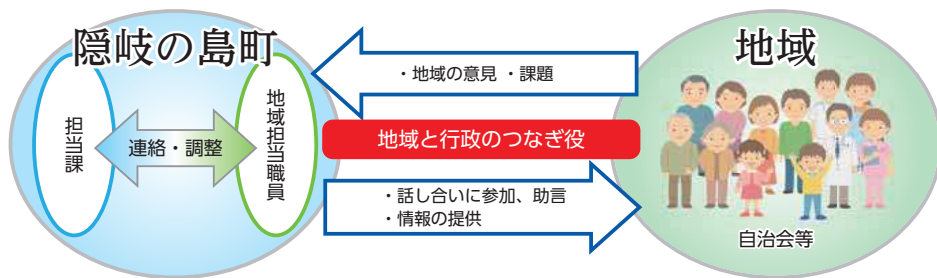 隠岐の島町
担当課
連絡・調整
地域担当職員
・地域の意見 ・課題
地域と行政のつなぎ役
・話し合いに参加、助言
・情報の提供
地域
自治会等